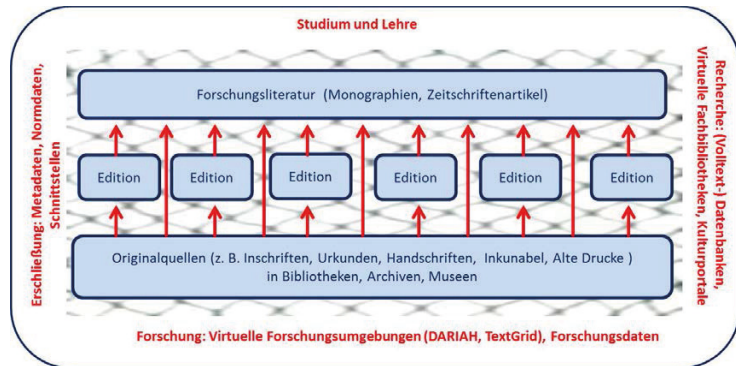 Studium und Lehre
Erschließung: Metadaten, Normdaten,
Schnittstellen
Forschungsliteratur (Monographien, Zeitschriftenartikel)
Edition Edition Edition Edition Edition Edition
Originalquellen (z. B. Inschriften, Urkunden, Handschriften, Inkunabel, Alte Drucke )
in Bibliotheken, Archiven, Museen
Recherche: (Volltext-) Datenbanken,
Virtuelle Fachbibliotheken, Kulturportale
Forschung: Virtuelle Forschungsumgebungen (DARIAH, TextGrid), Forschungsdaten